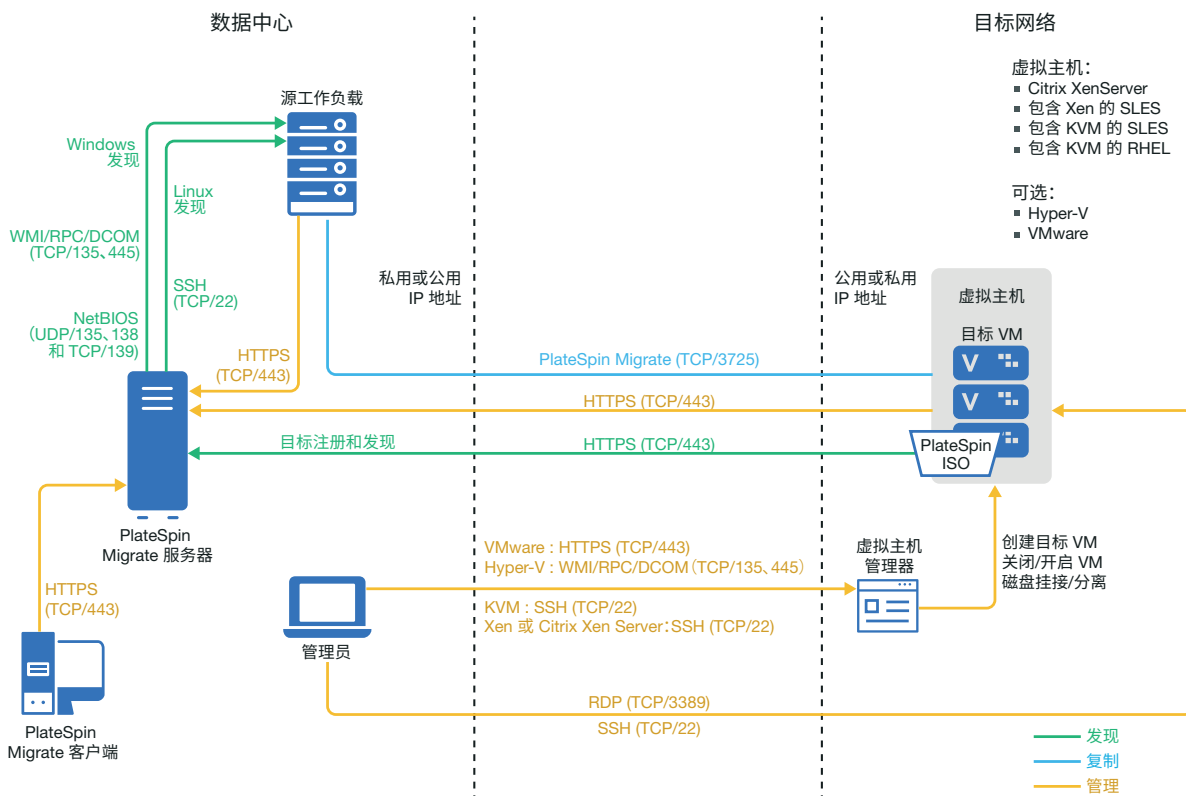 数据中心
目标网络
虚拟主机：
Citrix XenServer
包含 Xen 的 SLES
包含 KVM 的 SLES
包含 KVM 的 RHEL
可选：
Hyper-V
VMware
源工作负载
Windows
发现
Linux
发现
WMI/RPC/DCOM
(TCP/135、445)
SSH
(TCP/22)
NetBIOS
（UDP/135、138
和 TCP/139)
HTTPS
(TCP/443)
私用或公用
IP 地址
公用或私用
IP 地址
虚拟主机
目标 VM
V
V
PlateSpin
ISO
PlateSpin Migrate (TCP/3725)
HTTPS (TCP/443)
目标注册和发现
HTTPS (TCP/443)
PlateSpin
Migrate 服务器
HTTPS
(TCP/443)
PlateSpin
Migrate 客户端
VMware : HTTPS (TCP/443)
Hyper-V : WMI/RPC/DCOM（TCP/135、445）
KVM : SSH (TCP/22)
Xen 或 Citrix Xen Server：SSH (TCP/22)
管理员
虚拟主机
管理器
创建目标 VM
关闭/开启 VM
磁盘挂接/分离
RDP (TCP/3389)
SSH (TCP/22)
发现
复制
管理